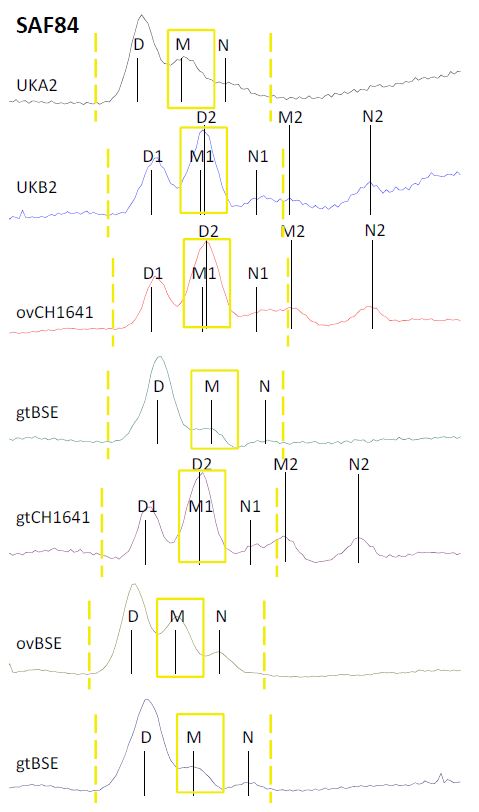 SAF84
D M N
UKA2
D2 M2 N2
D1 M1 N1
UKB2
D2 M2 N2
D1 M1 N1
ovCH1641
D M N
gtBSE
D2 M2 N2
D1 M1 N1
gtCH1641
D M N
ovBSE
D M N
gtBSE